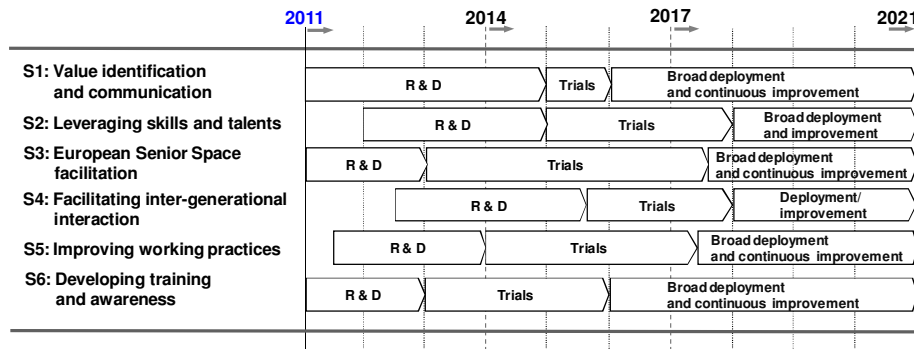 2011 2014 2017 2021
S1: Value identification
and communication
R & D
Trials
Broad deployment
and continuous improvement
S2: Leveraging skills and talents
R & D
Trials
Broad deployment
and improvement
S3: European Senior Space
facilitation
R & D
Trials
Broad deployment
and continuous improvement
S4: Facilitating inter-generational
interaction
R & D
Trials
Deployment/
improvement
S5: Improving working practices
R & D
Trials
Broad deployment
and continuous improvement
S6: Developing training
and awareness
R & D
Trials
Broad deployment
and continuous improvement